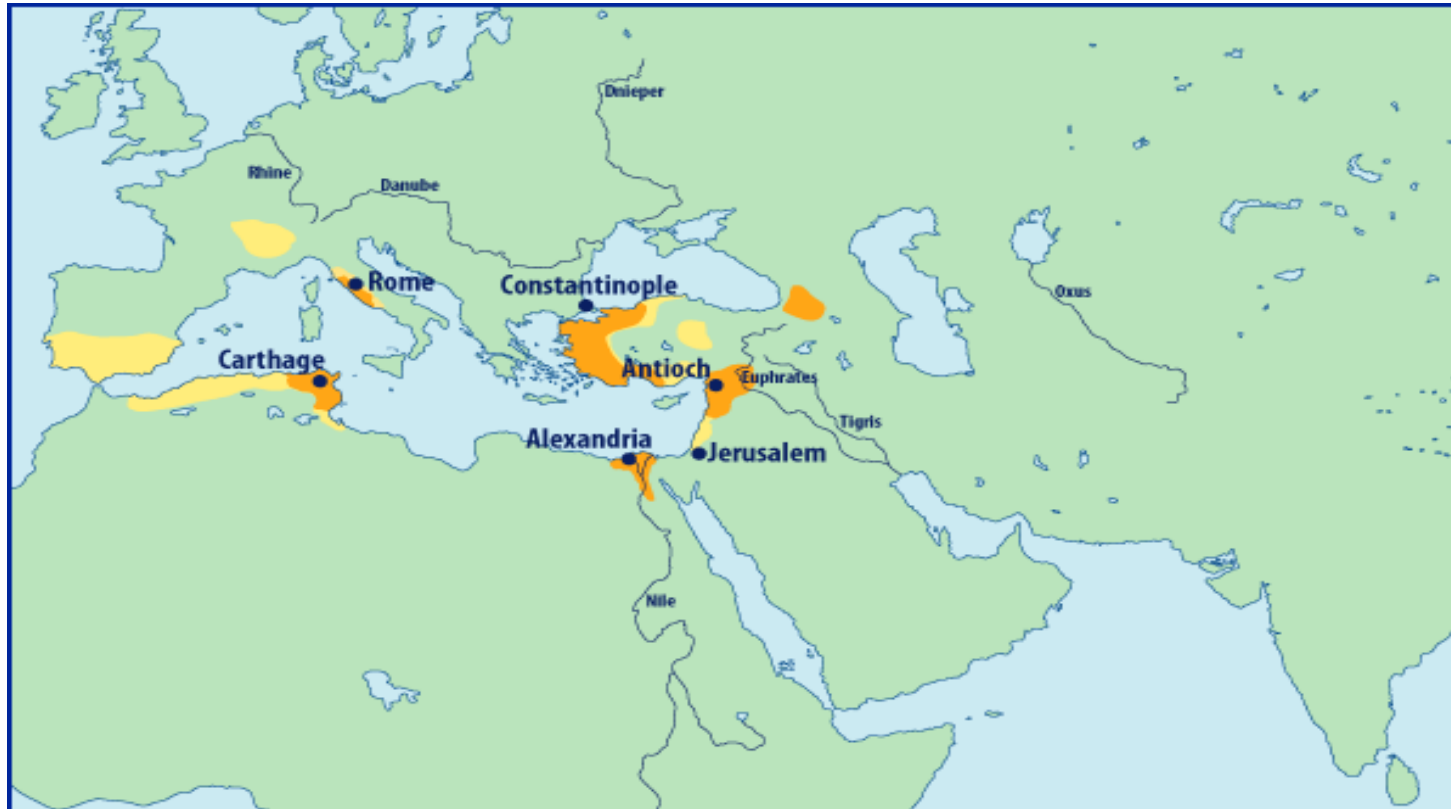 Dnieper
Rhine
Danube
Rome
Constantinople
Oxus
Carthage
Antioch
Euphrates
Tigris
Alexandria
Jerusalem
Nile